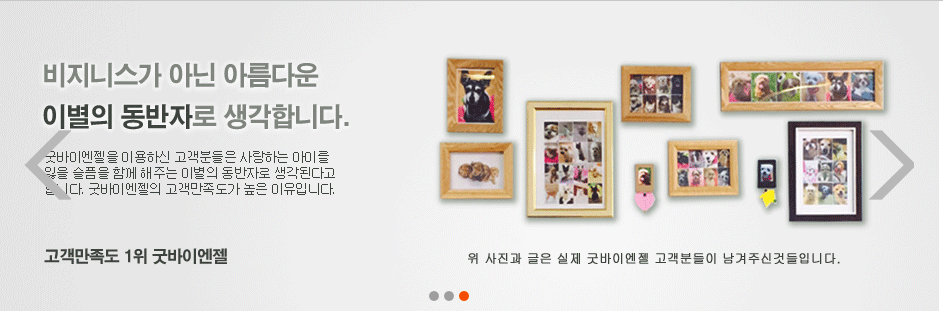 비지니스가 아닌 아름다운
이별의 동반자로 생각합니다.
굿바이엔젤을 이용하신 고객분들은 사랑하는 아이를
잃을 슬픔을 함께 해주는 이별의 동반자로 생각된다고
합니다. 굿바이엔젤의 고객만족도가 높은 이유입니다.
고객만족도 1위 굿바이엔젤
위 사진과 글은 실제 굿바이엔젤 고객분들이 남겨주신것들입니다.